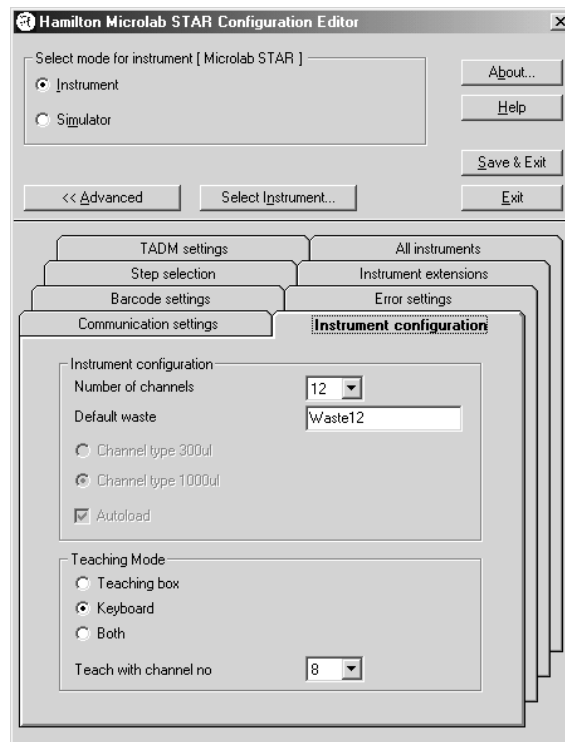 Hamilton Microlab STAR Configuration Editor
Select mode for instrument [ Microlab STAR ]
Instrument
Simulator
About...
Help
Save & Exit
<< Advanced
Select Instrument...
Exit
TADM settings
All instruments
Step selection
Instrument extensions
Barcode settings
Error settings
Communication settings
Instrument configuration
Instrument configuration
Number of channels
12
Default waste
Waste12
Channel type 300ul
Channel type 1000ul
Autoload
Teaching Mode
Teaching box
Keyboard
Both
Teach with channel no
8